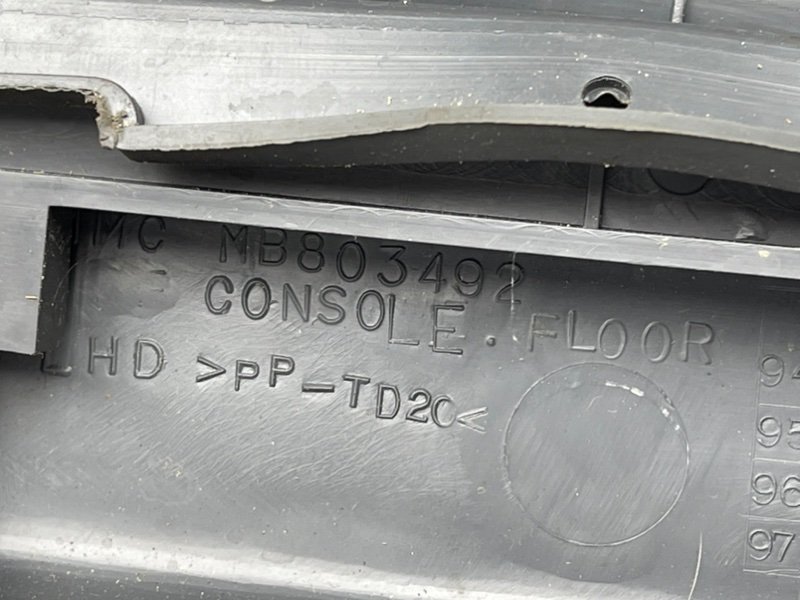 MC MB803492
CONSOLE. FLOOR
LHD >PP-TD20<
94
95
96
97